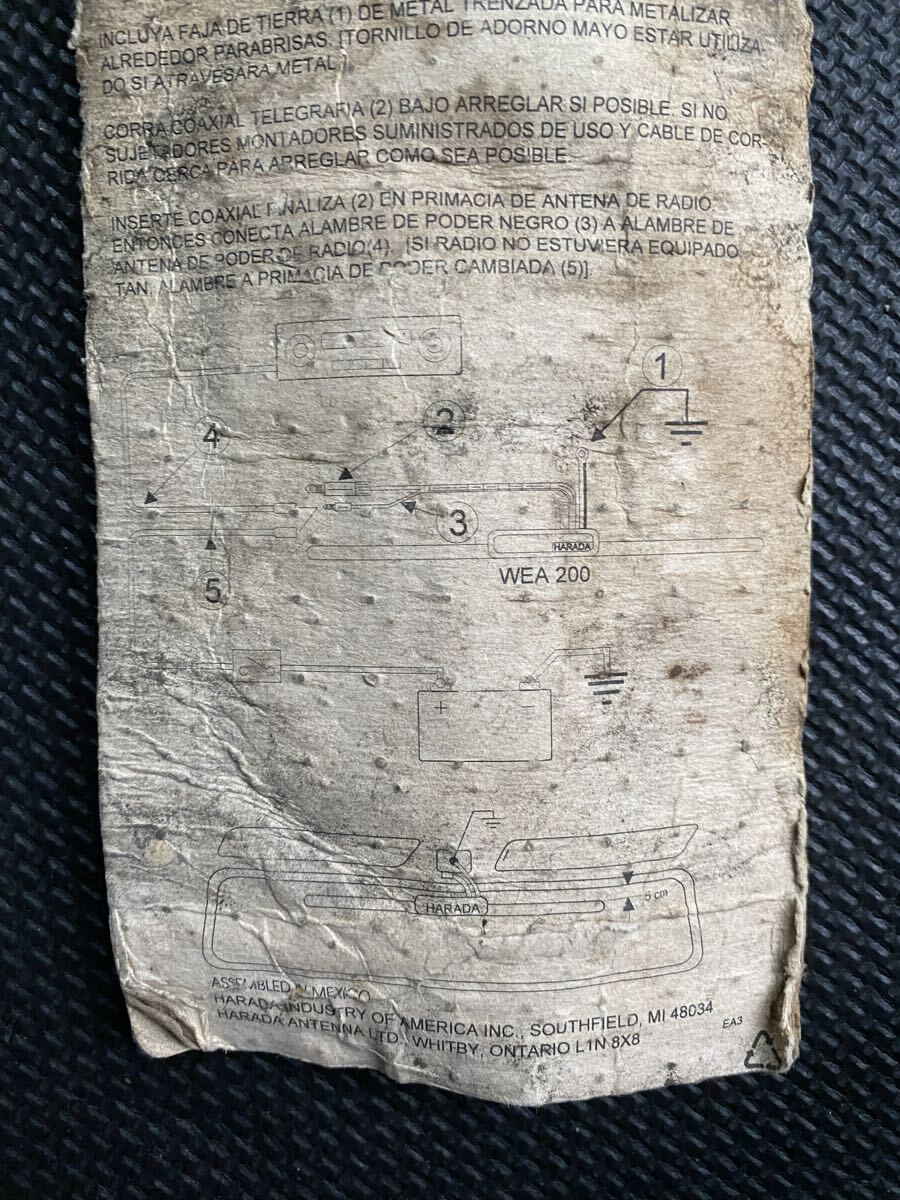 INCLUYA FAJA DE TIERRA (1) DE METAL TRENZADA PARA METALIZAR
ALREDEDOR PARABRISAS. [TORNILLO DE ADORNO MAYO ESTAR UTILIZA-
DO SI ATRAVESARA METAL.]
CORRA COAXIAL TELEGRAFIA (2) BAJO ARREGLAR SI POSIBLE. SI NO,
SUJETADORES MONTADORES SUMINISTRADOS DE USO Y CABLE DE COR-
RIDA CERCA PARA ARREGLAR COMO SEA POSIBLE.
INSERTE COAXIAL FINALIZA (2) EN PRIMACIA DE ANTENA DE RADIO
ENTONCES CONECTA ALAMBRE DE PODER NEGRO (3) A ALAMBRE DE
ANTENA DE PODER DE RADIO(4). [SI RADIO NO ESTUVIERA EQUIPADO
TAN, ALAMBRE A PRIMACIA DE PODER CAMBIADA (5)]
1
2
4
3
HARADA
WEA 200
5
+ −
5 cm
HARADA
ASSEMBLED IN MEXICO
HARADA INDUSTRY OF AMERICA INC., SOUTHFIELD, MI 48034
HARADA ANTENNA LTD., WHITBY, ONTARIO L1N 8X8
EA3